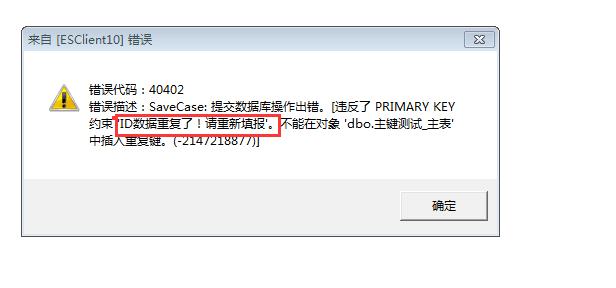 来自 [ESClient10] 错误
错误代码：40402
错误描述：SaveCase: 提交数据库操作出错。[违反了 PRIMARY KEY
约束 'ID数据重复了！请重新填报'。不能在对象 'dbo.主键测试_主表'
中插入重复键。(-2147218877)]
确定